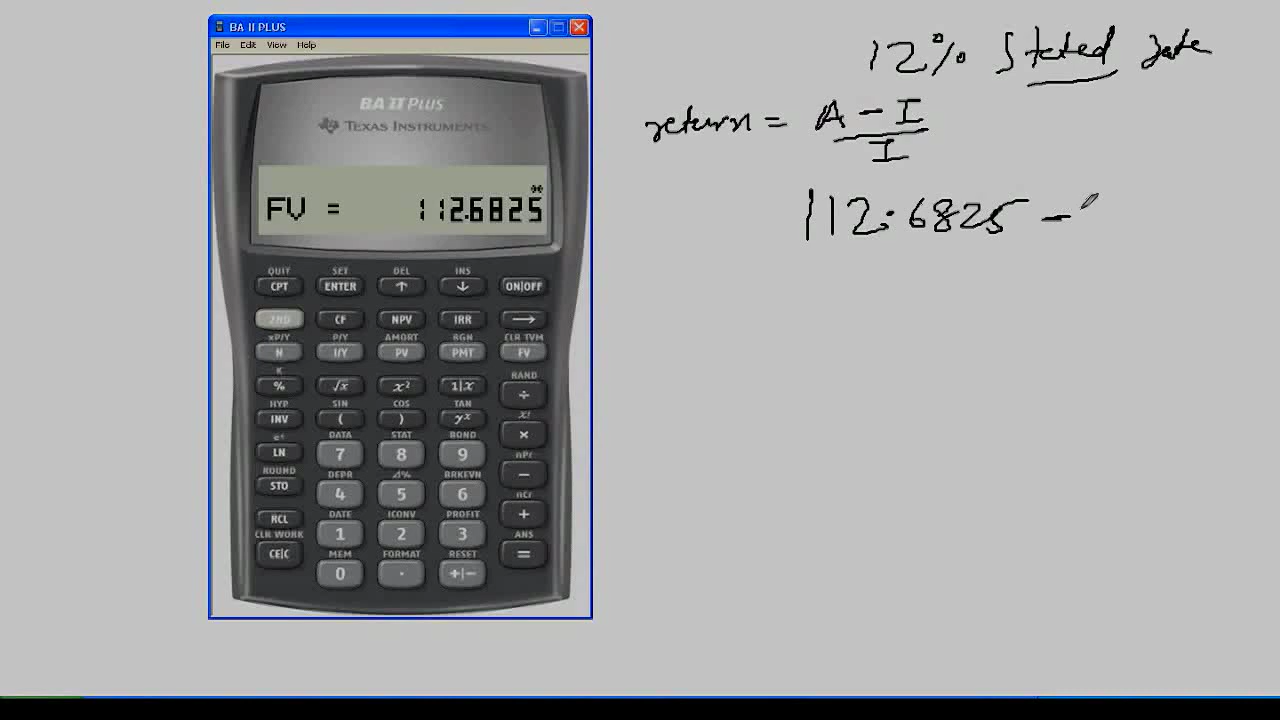 BA II PLUS
File Edit View Help
BA II PLUS
TEXAS INSTRUMENTS
FV = 112.6825
QUIT SET DEL INS
CPT ENTER ↑ ↓ ON|OFF
2ND CF NPV IRR →
xP/Y P/Y AMORT BGN CLR TVM
N I/Y PV PMT FV
K RAND
% √x x² 1|X ÷
HYP SIN COS TAN x!
INV ( ) yˣ ×
eˣ DATA STAT BOND nPr
LN 7 8 9 −
ROUND DEPR Δ% BRKEVN nCr
STO 4 5 6 +
DATE ICONV PROFIT ANS
RCL 1 2 3 =
CLR WORK MEM FORMAT RESET
CE|C 0 . +|−
12% Stated rate
return = A - I
I
112.6825 -